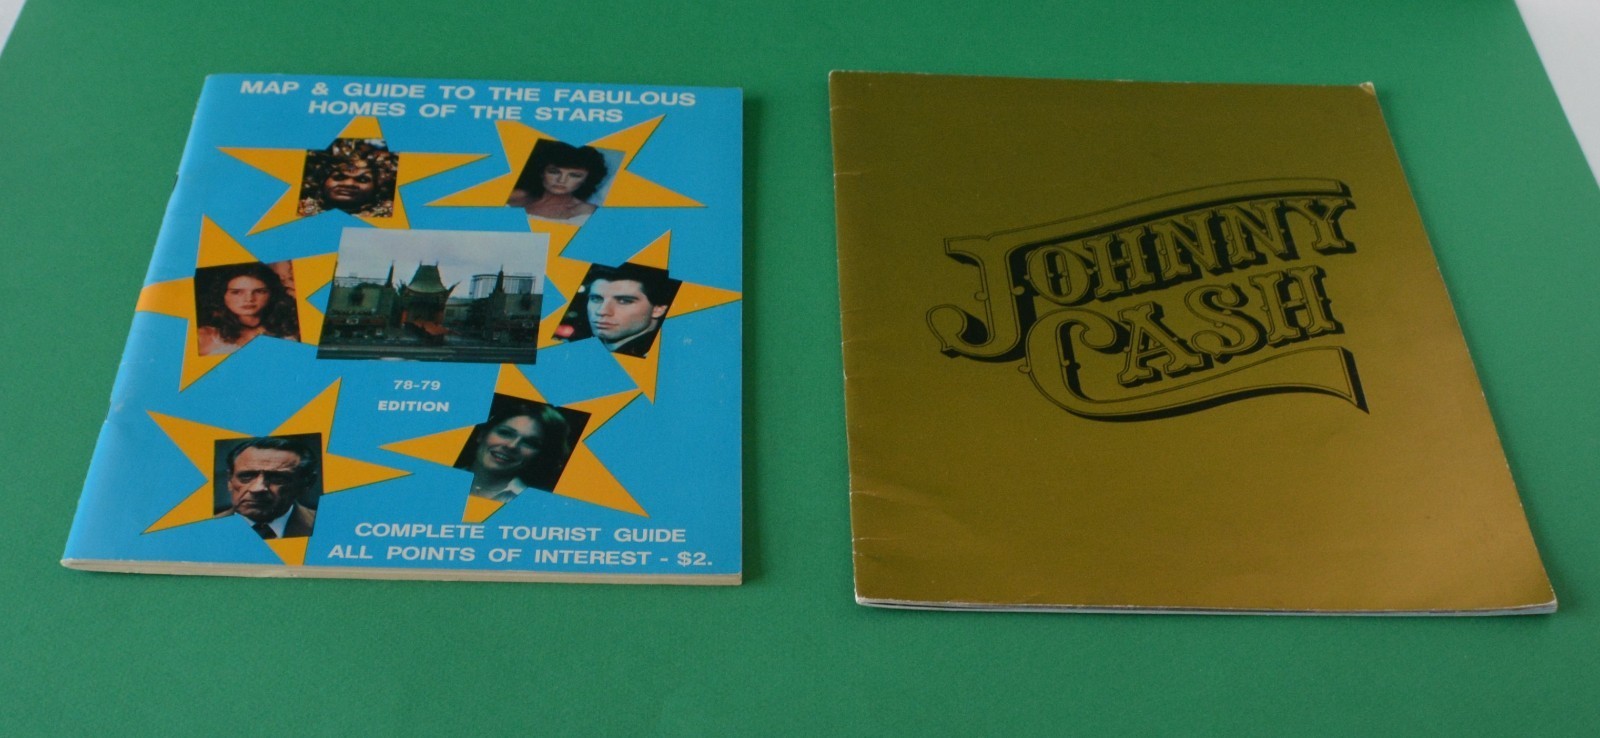 MAP & GUIDE TO THE FABULOUS
HOMES OF THE STARS
78-79
EDITION
COMPLETE TOURIST GUIDE
ALL POINTS OF INTEREST - $2.
JOHNNY
CASH